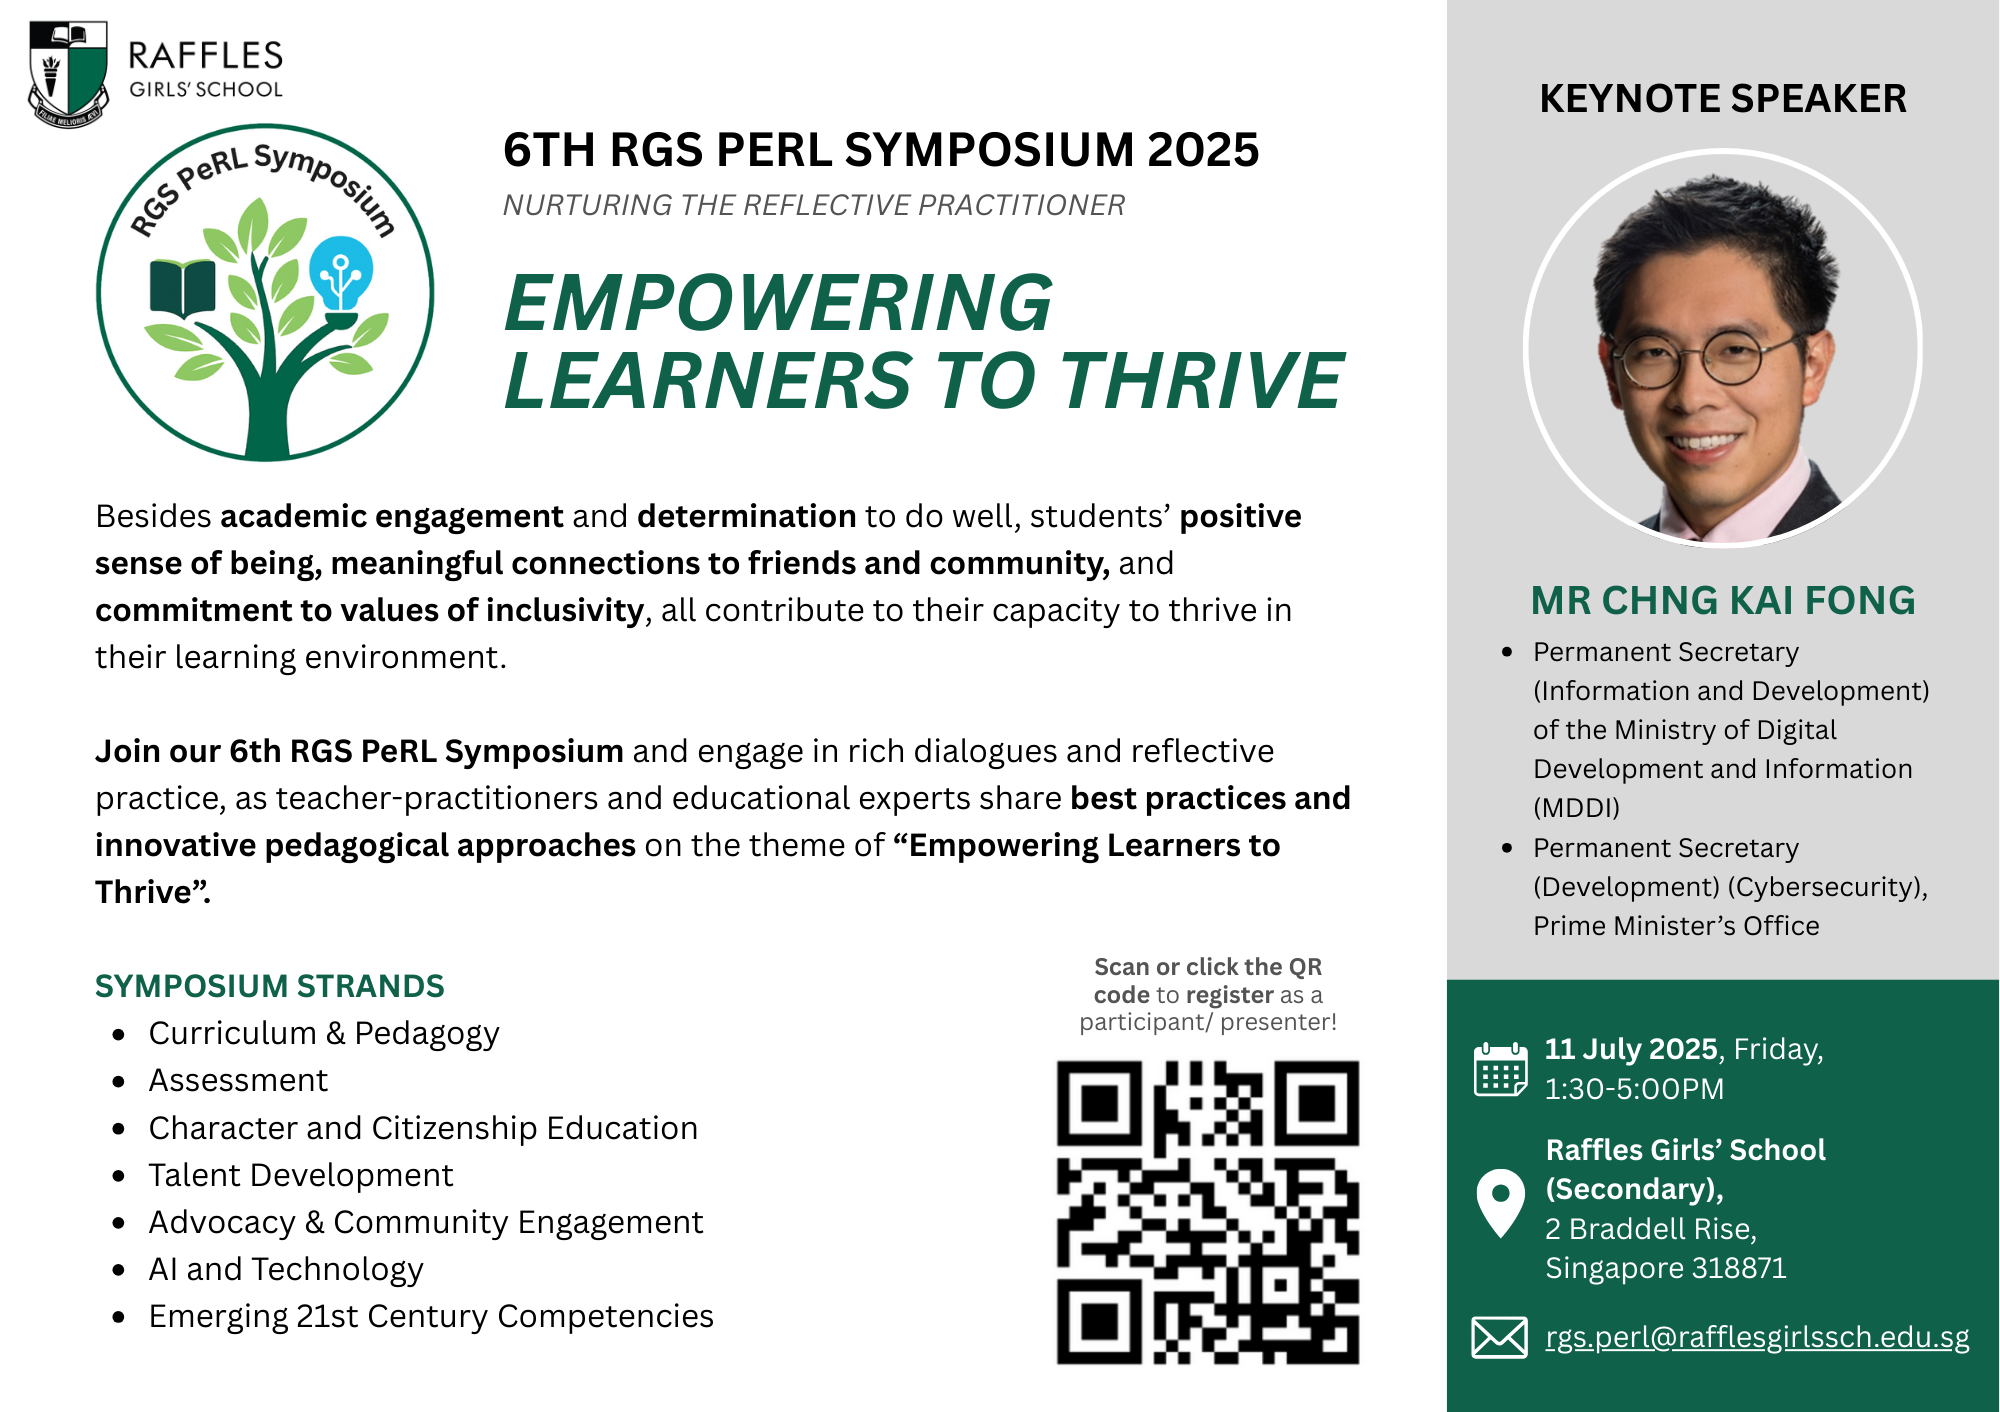 RAFFLES
GIRLS' SCHOOL
FILIAE MELIORIS ÆVI
RGS PeRL Symposium
6TH RGS PERL SYMPOSIUM 2025
NURTURING THE REFLECTIVE PRACTITIONER
EMPOWERING
LEARNERS TO THRIVE
Besides academic engagement and determination to do well, students’ positive
sense of being, meaningful connections to friends and community, and
commitment to values of inclusivity, all contribute to their capacity to thrive in
their learning environment.
Join our 6th RGS PeRL Symposium and engage in rich dialogues and reflective
practice, as teacher-practitioners and educational experts share best practices and
innovative pedagogical approaches on the theme of “Empowering Learners to
Thrive”.
SYMPOSIUM STRANDS
• Curriculum & Pedagogy
• Assessment
• Character and Citizenship Education
• Talent Development
• Advocacy & Community Engagement
• AI and Technology
• Emerging 21st Century Competencies
Scan or click the QR
code to register as a
participant/ presenter!
KEYNOTE SPEAKER
MR CHNG KAI FONG
• Permanent Secretary
(Information and Development)
of the Ministry of Digital
Development and Information
(MDDI)
• Permanent Secretary
(Development) (Cybersecurity),
Prime Minister’s Office
11 July 2025, Friday,
1:30-5:00PM
Raffles Girls’ School
(Secondary),
2 Braddell Rise,
Singapore 318871
rgs.perl@rafflesgirlssch.edu.sg